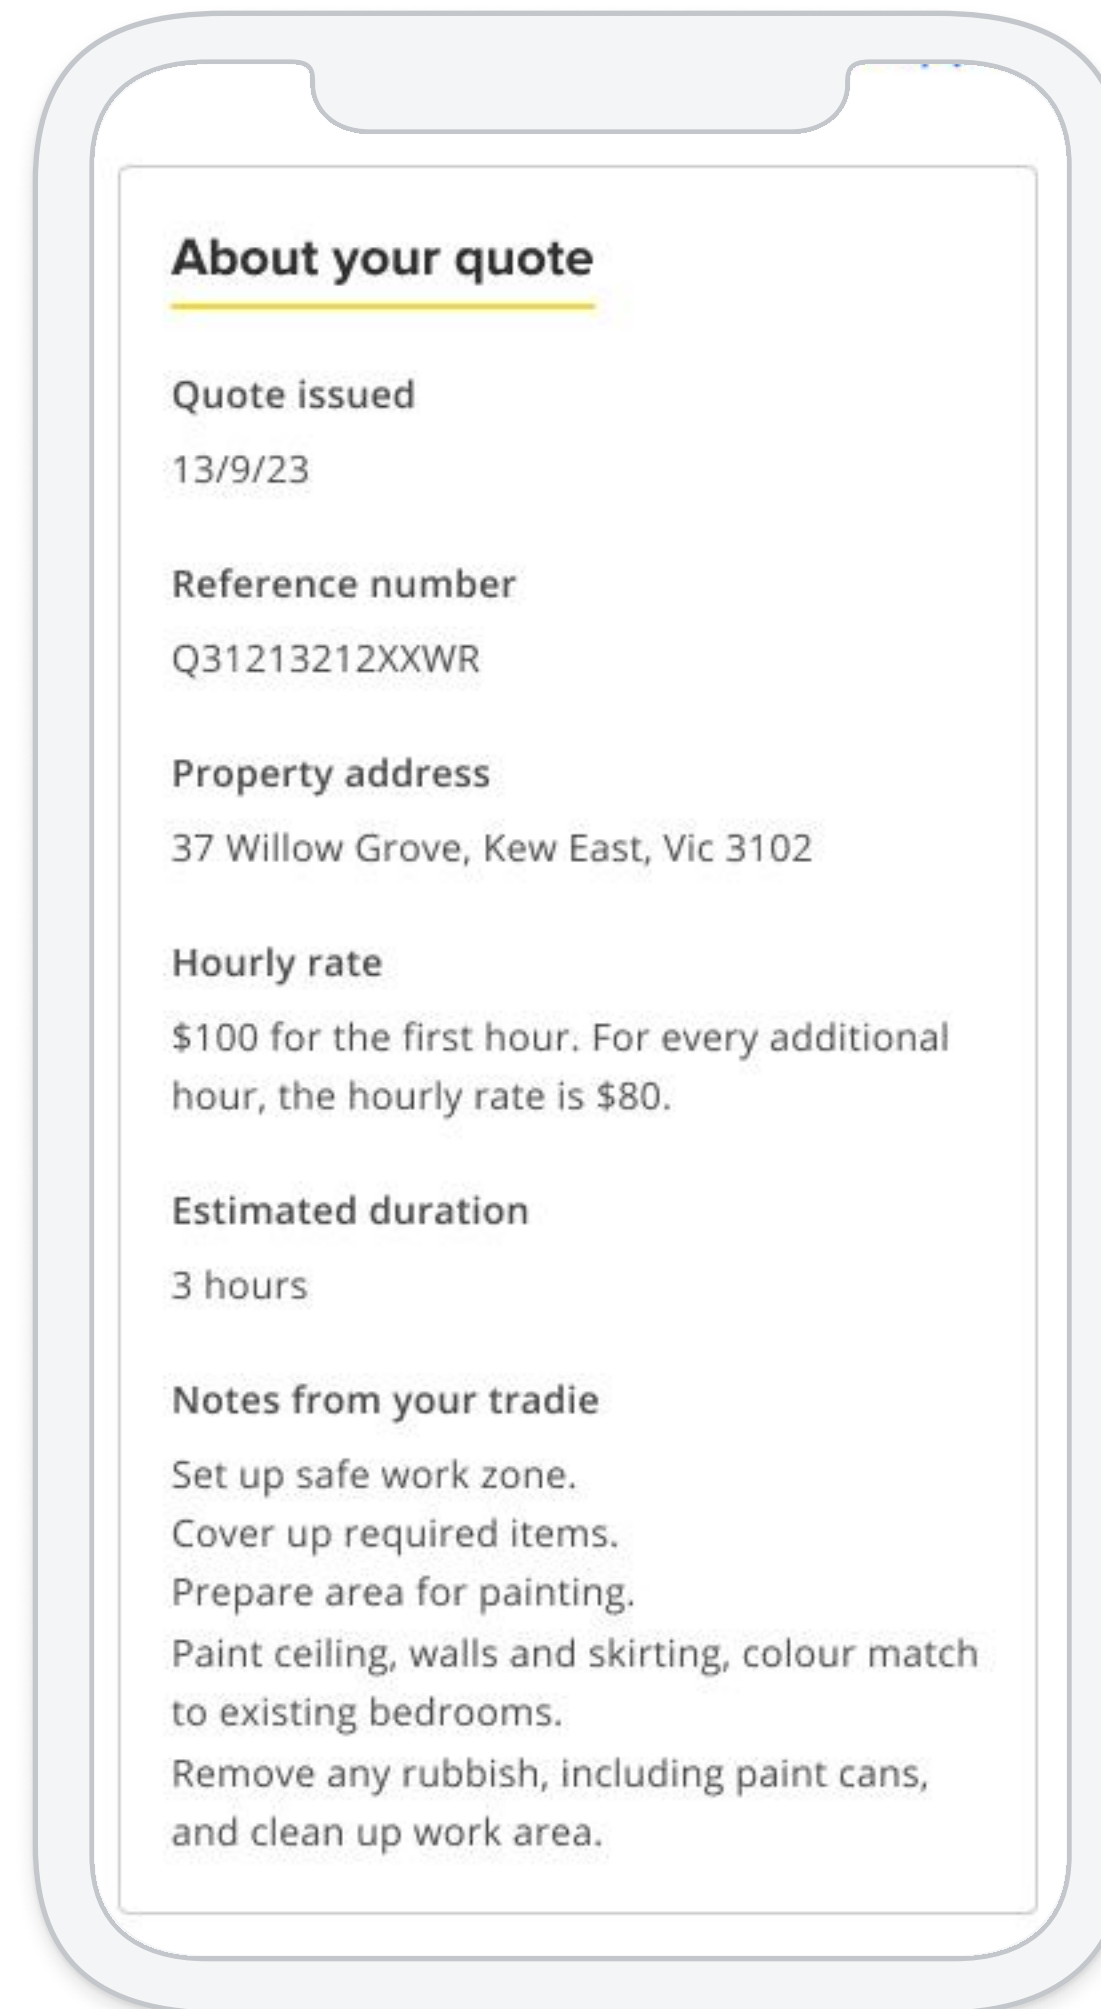 About your quote
Quote issued
13/9/23
Reference number
Q31213212XXWR
Property address
37 Willow Grove, Kew East, Vic 3102
Hourly rate
$100 for the first hour. For every additional
hour, the hourly rate is $80.
Estimated duration
3 hours
Notes from your tradie
Set up safe work zone.
Cover up required items.
Prepare area for painting.
Paint ceiling, walls and skirting, colour match
to existing bedrooms.
Remove any rubbish, including paint cans,
and clean up work area.